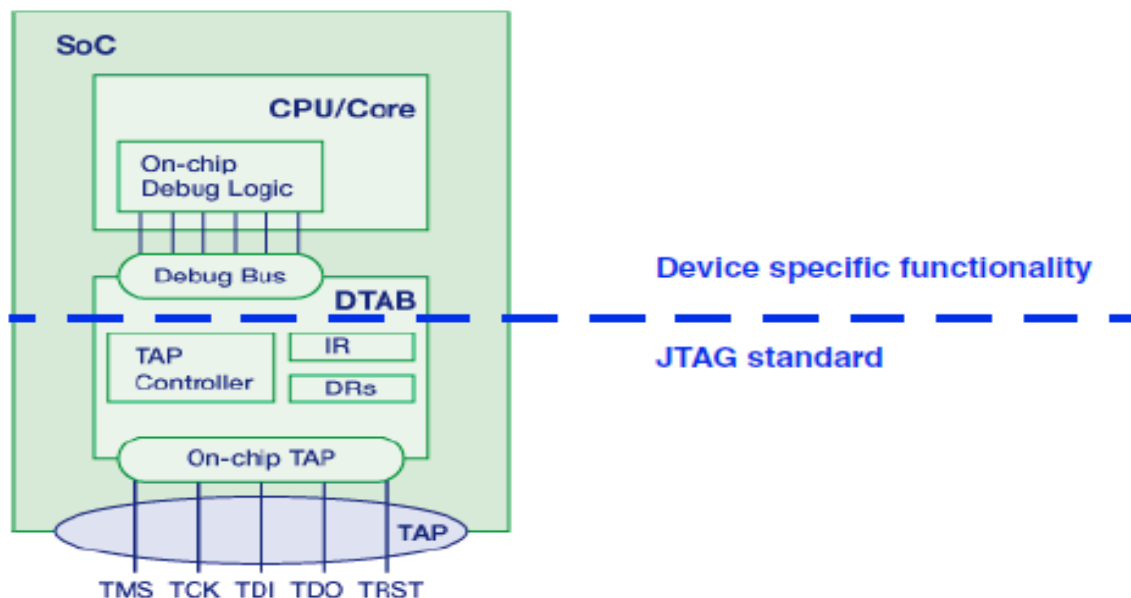 SoC
CPU/Core
On-chip
Debug Logic
Debug Bus
Device specific functionality
DTAB
TAP
Controller
IR
DRs
JTAG standard
On-chip TAP
TAP
TMS TCK TDI TDO TRST